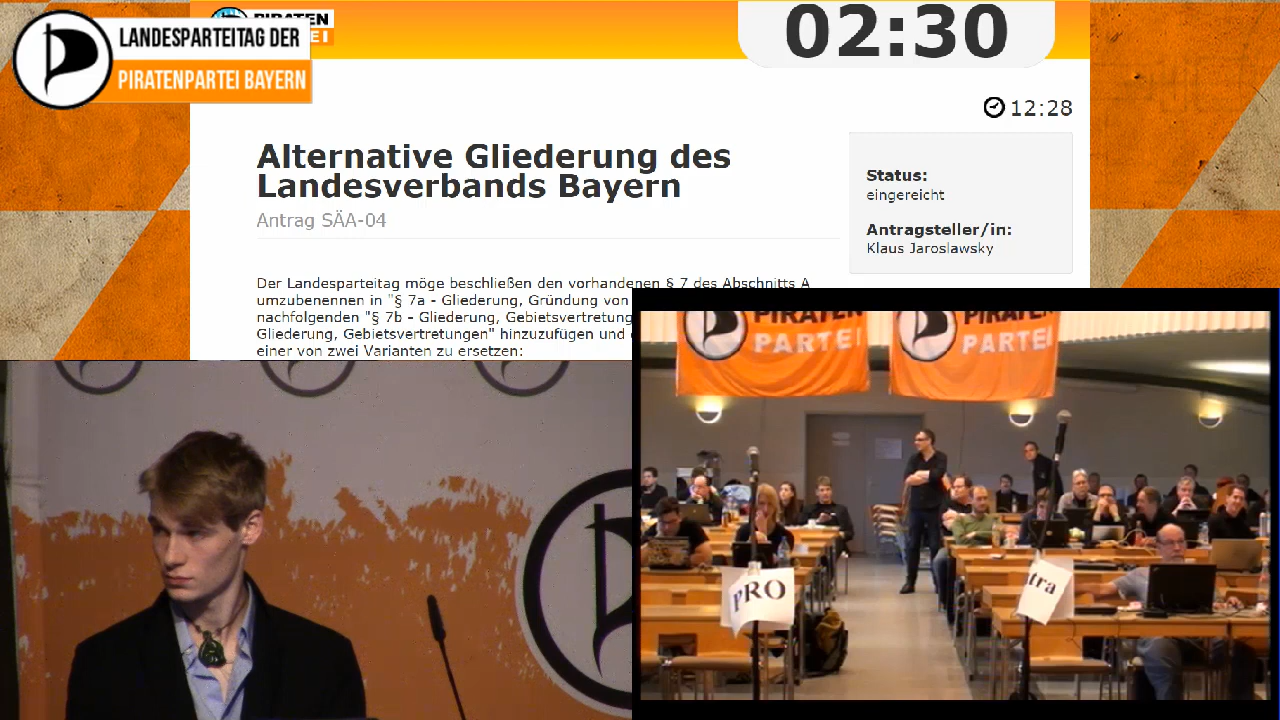 LANDESPARTEITAG DER
PIRATENPARTEI BAYERN
PIRATEN
EI
02:30
12:28
Alternative Gliederung des
Landesverbands Bayern
Antrag SÄA-04
Status:
eingereicht
Antragsteller/in:
Klaus Jaroslawsky
Der Landesparteitag möge beschließen den vorhandenen § 7 des Abschnitts A
umzubenennen in "§ 7a - Gliederung, Gründung von
nachfolgenden "§ 7b - Gliederung, Gebietsvertretung
Gliederung, Gebietsvertretungen" hinzuzufügen und
einer von zwei Varianten zu ersetzen:
PIRATEN
PARTEI
PIRATEN
PARTEI
PRO
tra